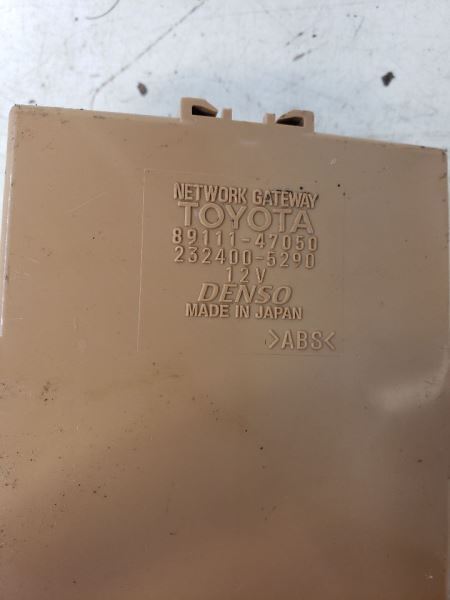 NETWORK GATEWAY
TOYOTA
89111-47050
232400-5290
12V
DENSO
MADE IN JAPAN
>ABS<